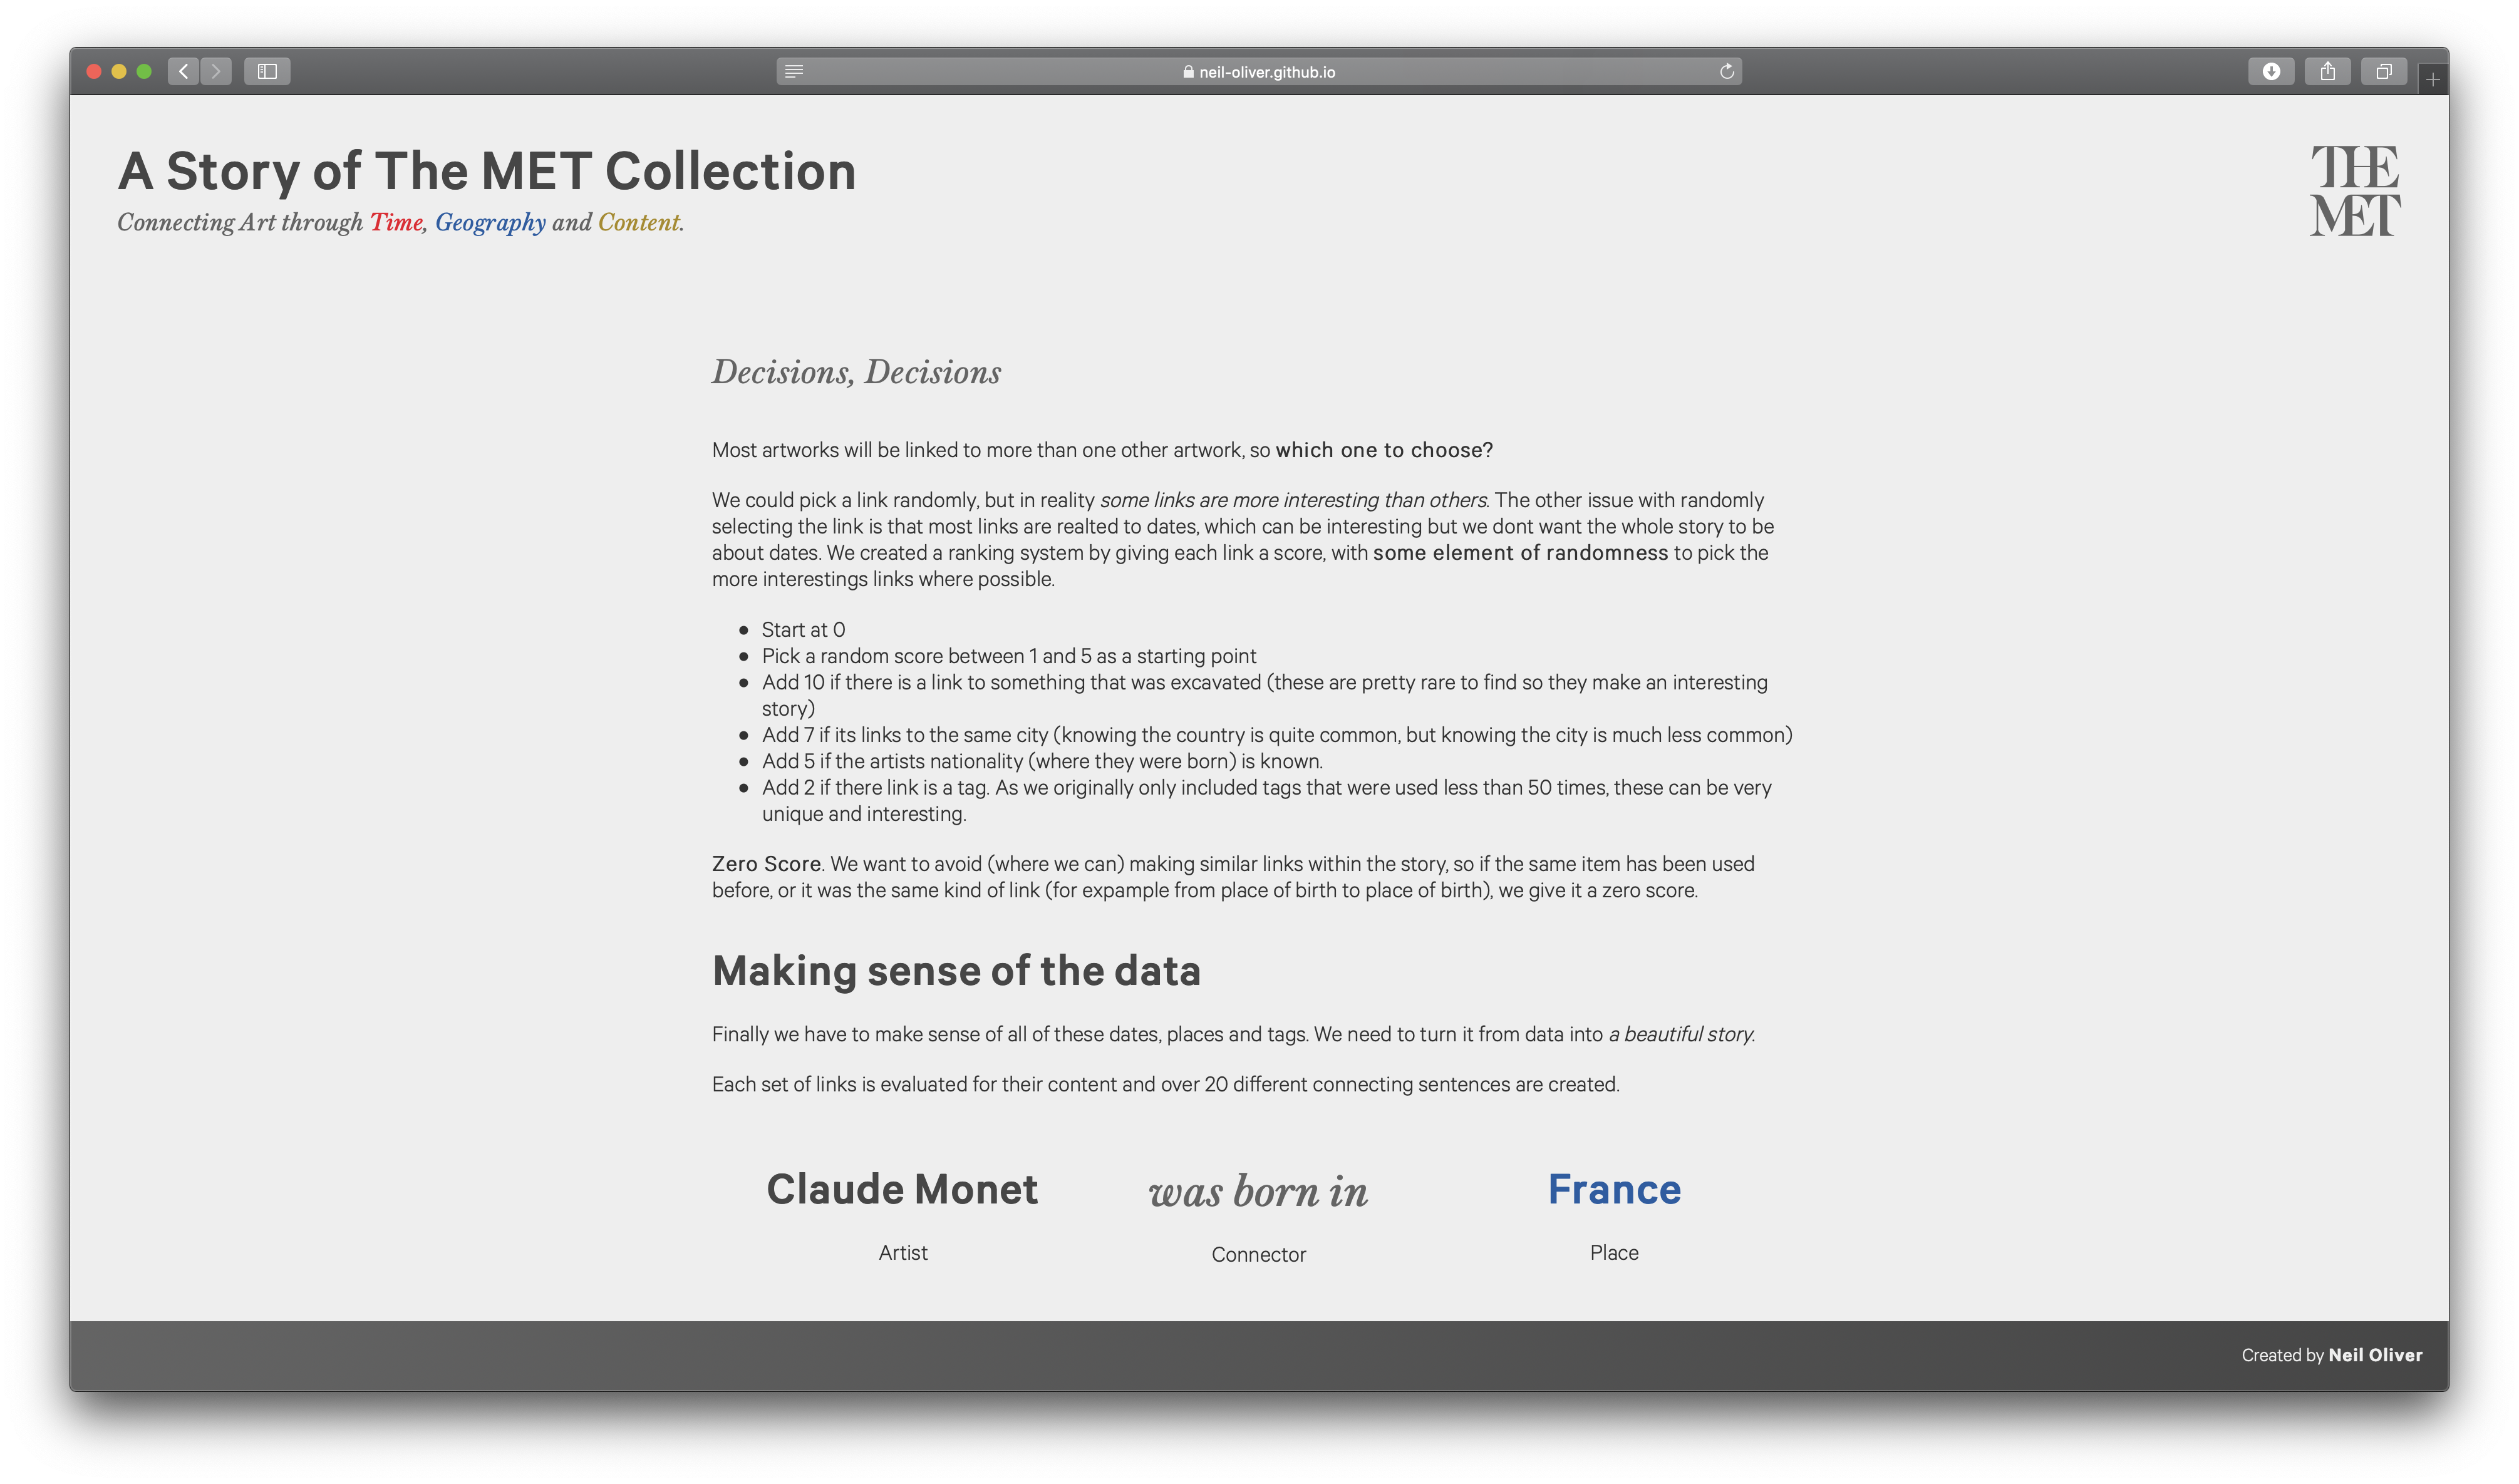 neil-oliver.github.io
A Story of The MET Collection
Connecting Art through Time, Geography and Content.
THE
MET
Decisions, Decisions
Most artworks will be linked to more than one other artwork, so which one to choose?
We could pick a link randomly, but in reality some links are more interesting than others. The other issue with randomly
selecting the link is that most links are realted to dates, which can be interesting but we dont want the whole story to be
about dates. We created a ranking system by giving each link a score, with some element of randomness to pick the
more interestings links where possible.
● Start at 0
● Pick a random score between 1 and 5 as a starting point
● Add 10 if there is a link to something that was excavated (these are pretty rare to find so they make an interesting
story)
● Add 7 if its links to the same city (knowing the country is quite common, but knowing the city is much less common)
● Add 5 if the artists nationality (where they were born) is known.
● Add 2 if there link is a tag. As we originally only included tags that were used less than 50 times, these can be very
unique and interesting.
Zero Score. We want to avoid (where we can) making similar links within the story, so if the same item has been used
before, or it was the same kind of link (for expample from place of birth to place of birth), we give it a zero score.
Making sense of the data
Finally we have to make sense of all of these dates, places and tags. We need to turn it from data into a beautiful story.
Each set of links is evaluated for their content and over 20 different connecting sentences are created.
Claude Monet was born in France
Artist Connector Place
Created by Neil Oliver